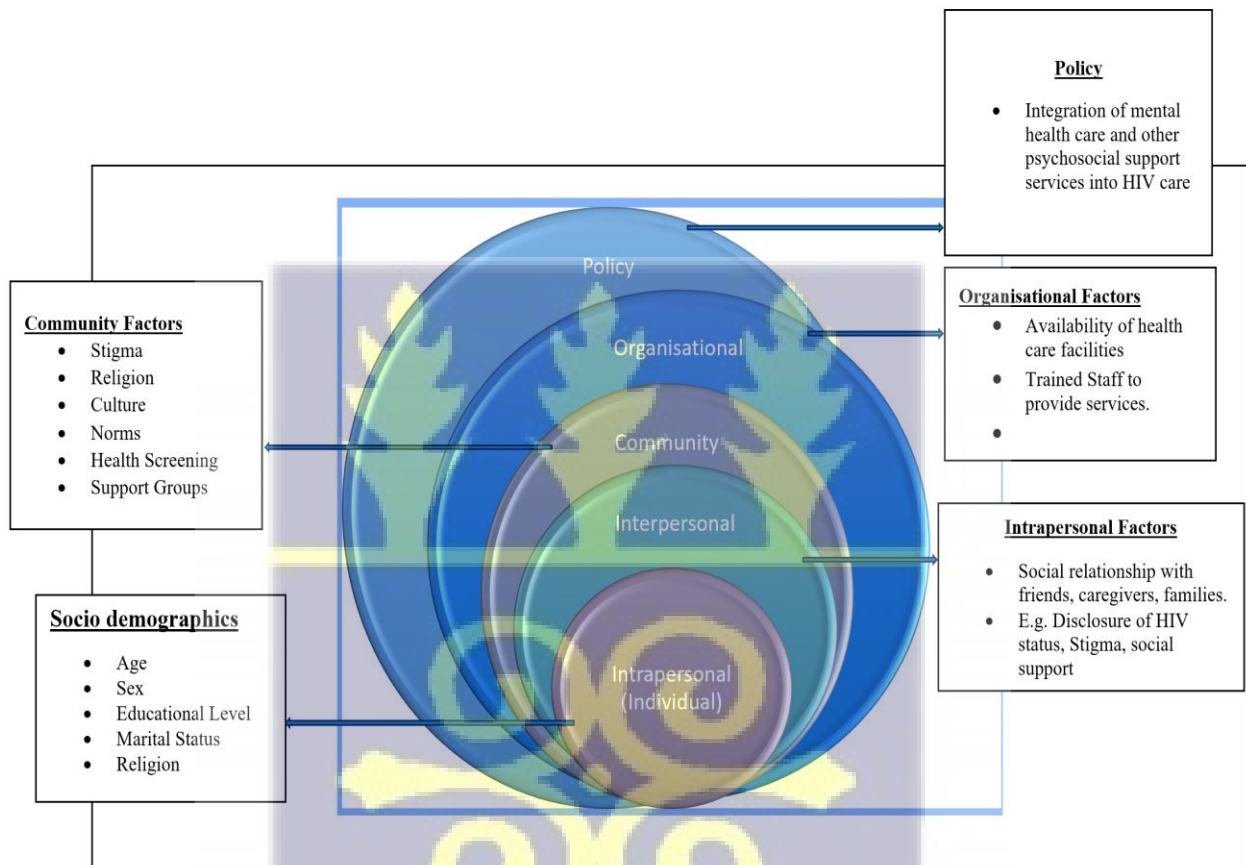 Policy
• Integration of mental
health care and other
psychosocial support
services into HIV care
Policy
Organisational
Community
Interpersonal
Intrapersonal
(Individual)
Community Factors
• Stigma
• Religion
• Culture
• Norms
• Health Screening
• Support Groups
Organisational Factors
• Availability of health
care facilities
• Trained Staff to
provide services.
•
Socio demographics
• Age
• Sex
• Educational Level
• Marital Status
• Religion
Intrapersonal Factors
• Social relationship with
friends, caregivers, families.
• E.g. Disclosure of HIV
status, Stigma, social
support